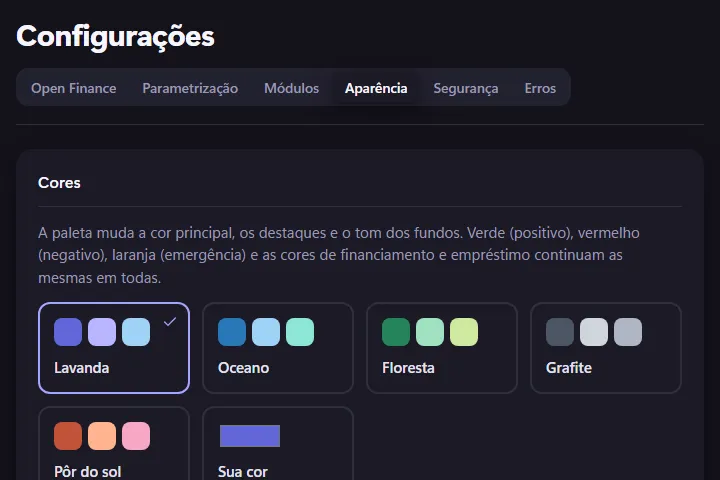 Configurações
Open Finance Parametrização Módulos Aparência Segurança Erros
Cores
A paleta muda a cor principal, os destaques e o tom dos fundos. Verde (positivo), vermelho
(negativo), laranja (emergência) e as cores de financiamento e empréstimo continuam as
mesmas em todas.
Lavanda Oceano Floresta Grafite
Pôr do sol Sua cor